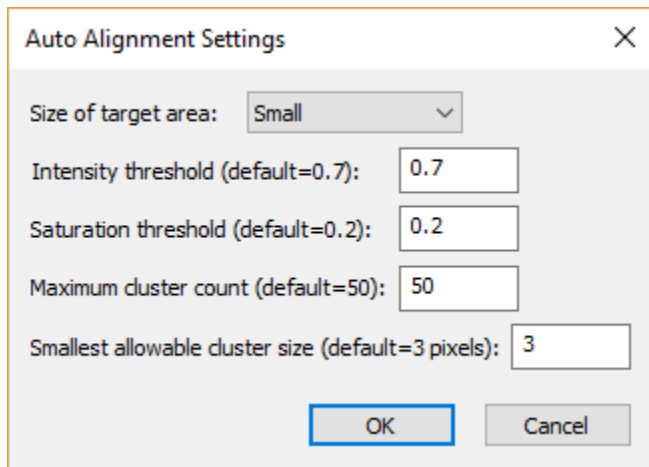 Auto Alignment Settings
Size of target area: Small
Intensity threshold (default=0.7): 0.7
Saturation threshold (default=0.2): 0.2
Maximum cluster count (default=50): 50
Smallest allowable cluster size (default=3 pixels): 3
OK Cancel